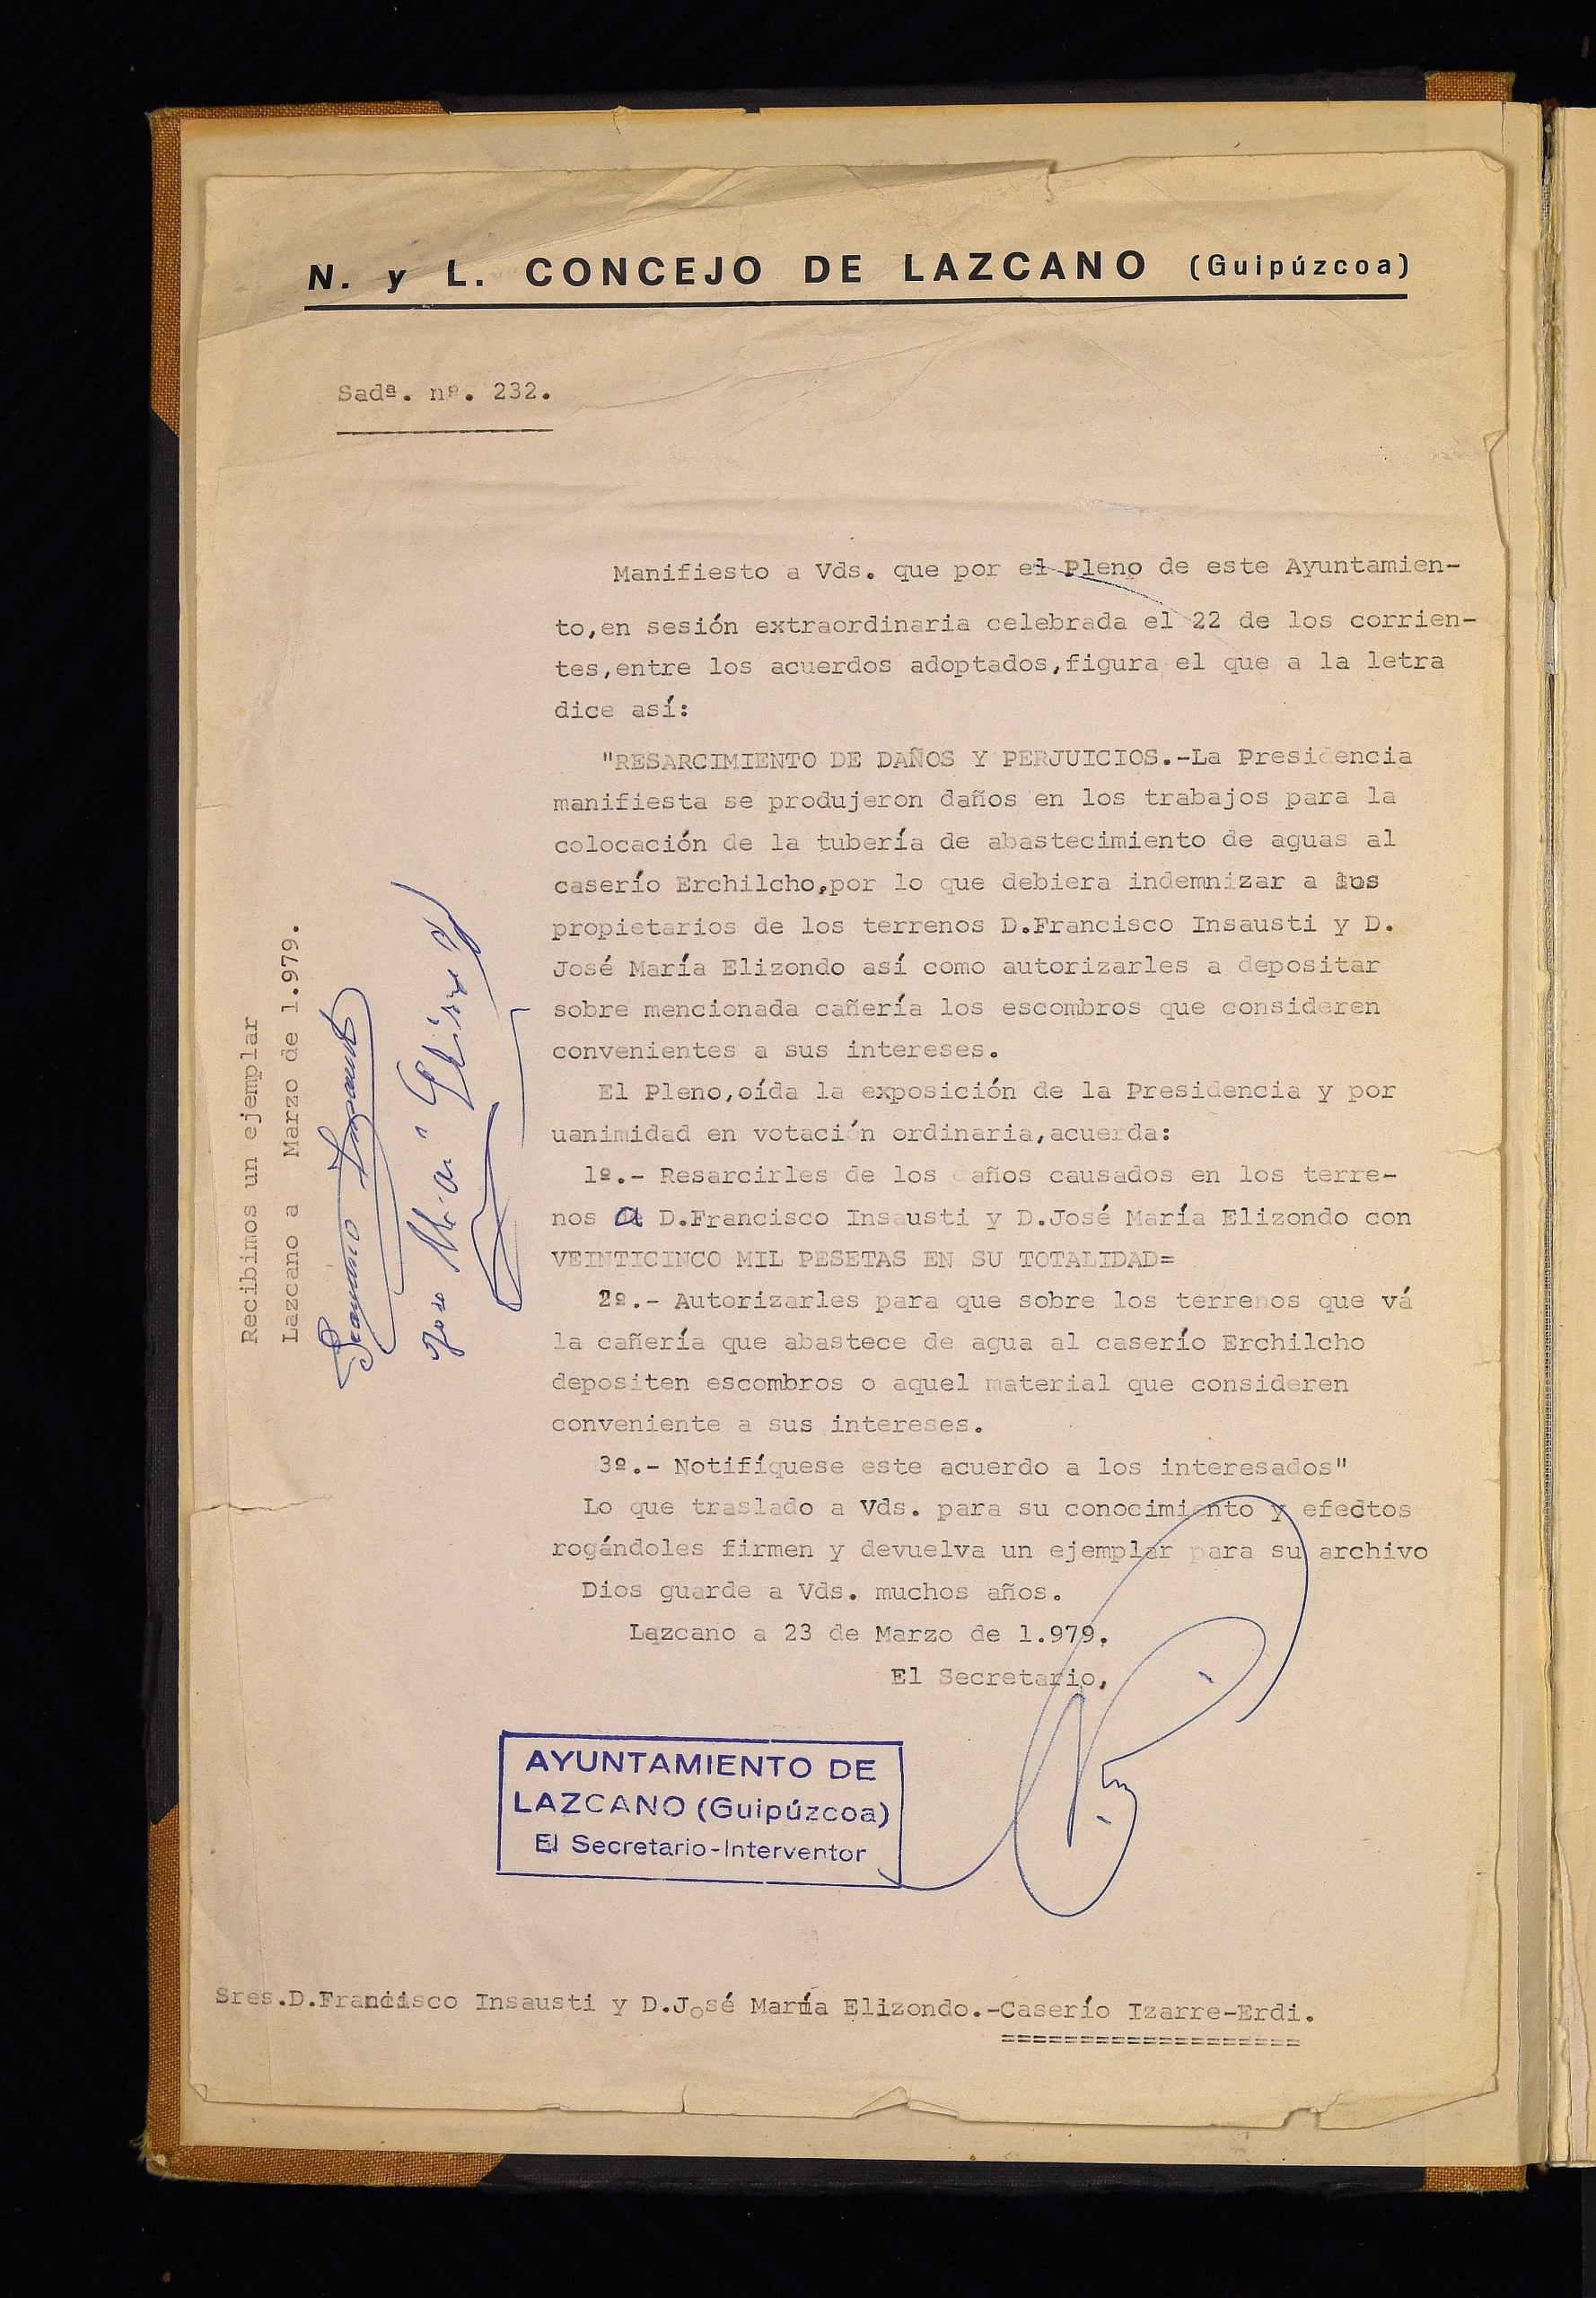 N. y L. CONCEJO DE LAZCANO (Guipúzcoa)
Sadª. nº. 232.
Manifiesto a Vds. que por el Pleno de este Ayuntamien-
to,en sesión extraordinaria celebrada el 22 de los corrien-
tes,entre los acuerdos adoptados,figura el que a la letra
dice así:
"RESARCIMIENTO DE DAÑOS Y PERJUICIOS.-La Presidencia
manifiesta se produjeron daños en los trabajos para la
colocación de la tubería de abastecimiento de aguas al
caserío Erchilcho,por lo que debiera indemnizar a los
propietarios de los terrenos D.Francisco Insausti y D.
José María Elizondo así como autorizarles a depositar
sobre mencionada cañería los escombros que consideren
convenientes a sus intereses.
El Pleno,oída la exposición de la Presidencia y por
uanimidad en votación ordinaria,acuerda:
1º.- Resarcirles de los daños causados en los terre-
nos a D.Francisco Insausti y D.José María Elizondo con
VEINTICINCO MIL PESETAS EN SU TOTALIDAD=
2º.- Autorizarles para que sobre los terrenos que vá
la cañería que abastece de agua al caserío Erchilcho
depositen escombros o aquel material que consideren
conveniente a sus intereses.
3º.- Notifíquese este acuerdo a los interesados"
Lo que traslado a Vds. para su conocimiento y efectos
rogándoles firmen y devuelva un ejemplar para su archivo
Dios guarde a Vds. muchos años.
Lazcano a 23 de Marzo de 1.979.
El Secretario,
AYUNTAMIENTO DE
LAZCANO (Guipúzcoa)
El Secretario-Interventor
Sres.D.Francisco Insausti y D.José María Elizondo.-Caserío Izarre-Erdi.
===================
Recibimos un ejemplar
Lazcano a Marzo de 1.979.